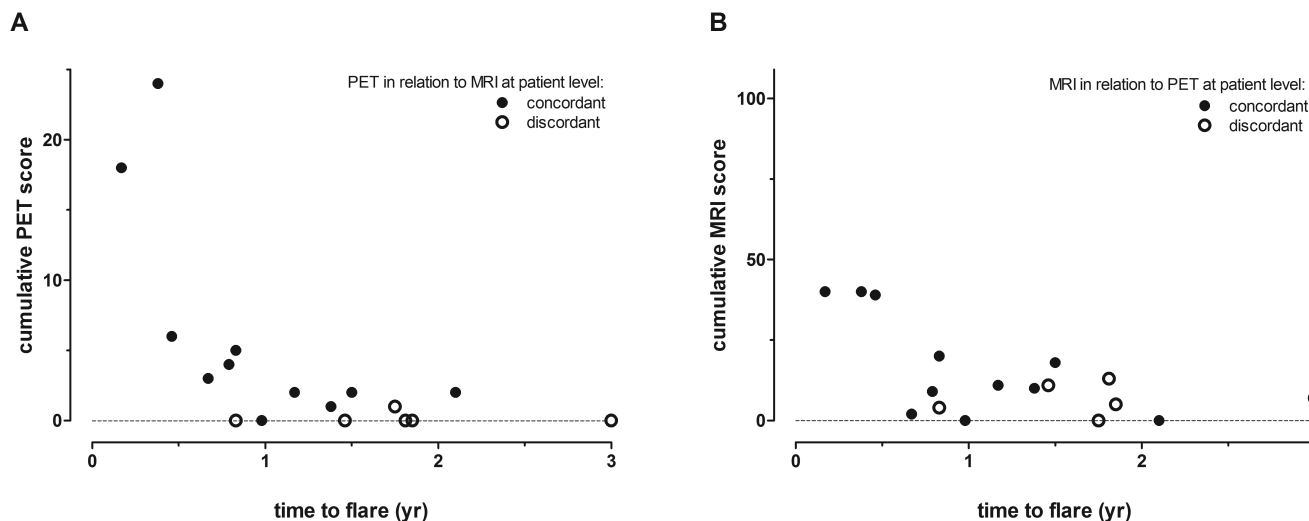 A
PET in relation to MRI at patient level:
concordant
discordant
cumulative PET score
20
10
0
0
1
2
3
time to flare (yr)
B
MRI in relation to PET at patient level:
concordant
discordant
cumulative MRI score
100
50
0
0
1
2
time to flare (yr)